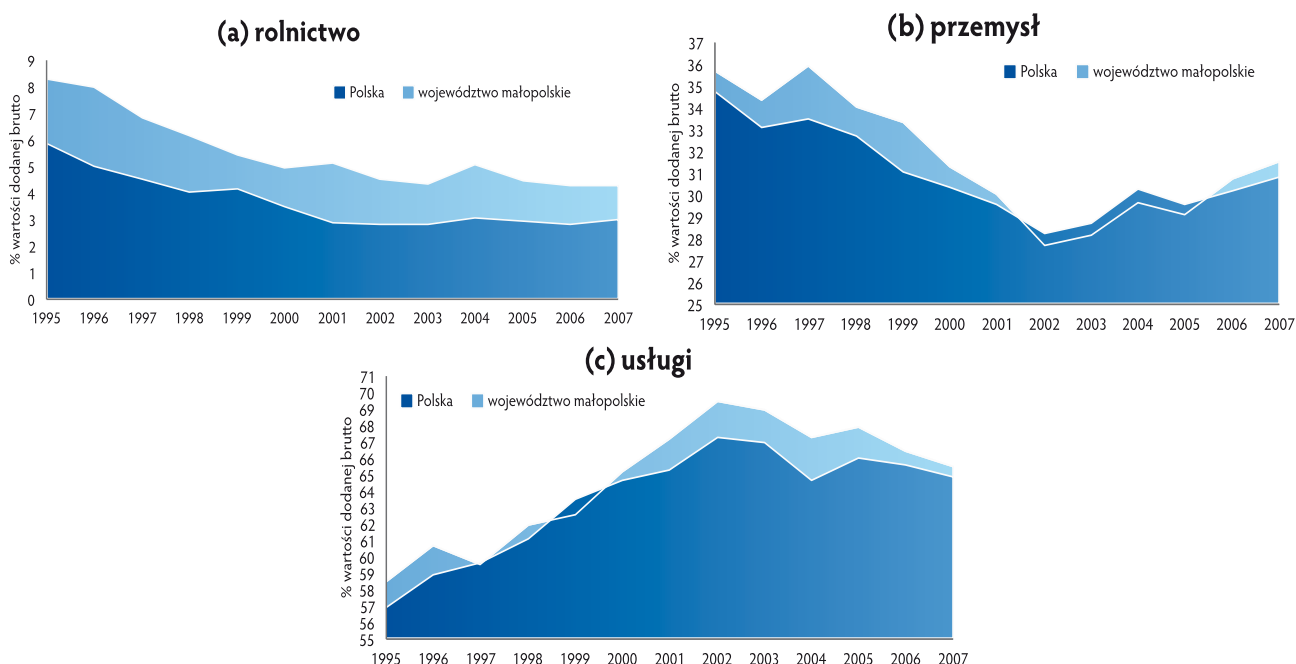 (a) rolnictwo
% wartości dodanej brutto
9
8
7
6
5
4
3
2
1
0
Polska
województwo małopolskie
1995 1996 1997 1998 1999 2000 2001 2002 2003 2004 2005 2006 2007
(b) przemysł
% wartości dodanej brutto
37
36
35
34
33
32
31
30
29
28
27
26
25
Polska
województwo małopolskie
1995 1996 1997 1998 1999 2000 2001 2002 2003 2004 2005 2006 2007
(c) usługi
% wartości dodanej brutto
71
70
69
68
67
66
65
64
63
62
61
60
59
58
57
56
55
Polska
województwo małopolskie
1995 1996 1997 1998 1999 2000 2001 2002 2003 2004 2005 2006 2007